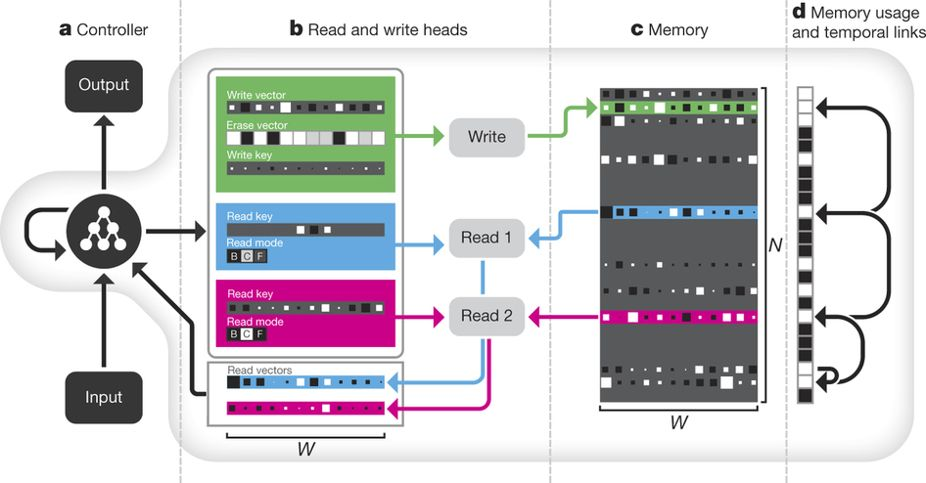 a Controller
b Read and write heads
c Memory
d Memory usage
and temporal links
Output
Input
Write vector
Erase vector
Write key
Read key
Read mode
B C F
Read key
Read mode
B C F
Read vectors
W
Write
Read 1
Read 2
N
W